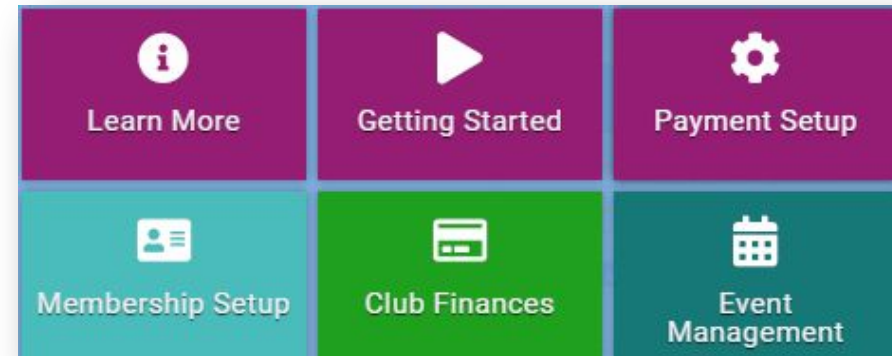 Learn More
Getting Started
Payment Setup
Membership Setup
Club Finances
Event
Management